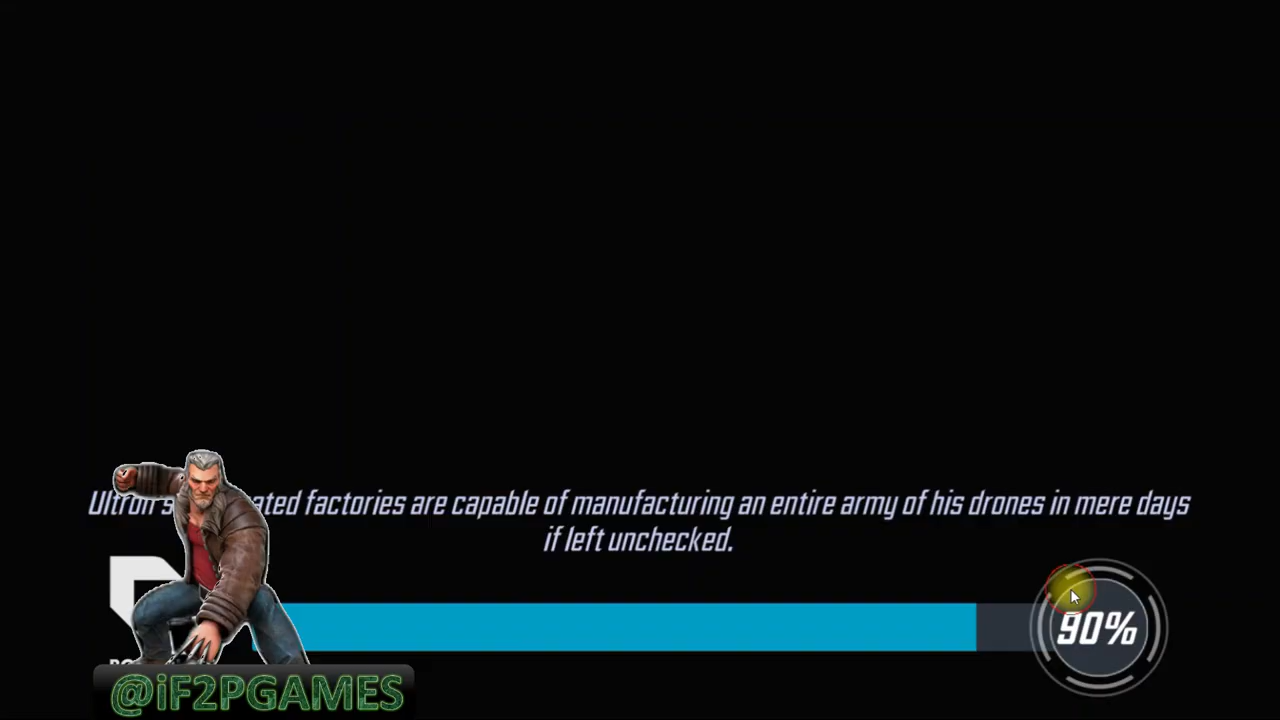 Ultron's ated factories are capable of manufacturing an entire army of his drones in mere days
if left unchecked.
90%
@iF2PGAMES